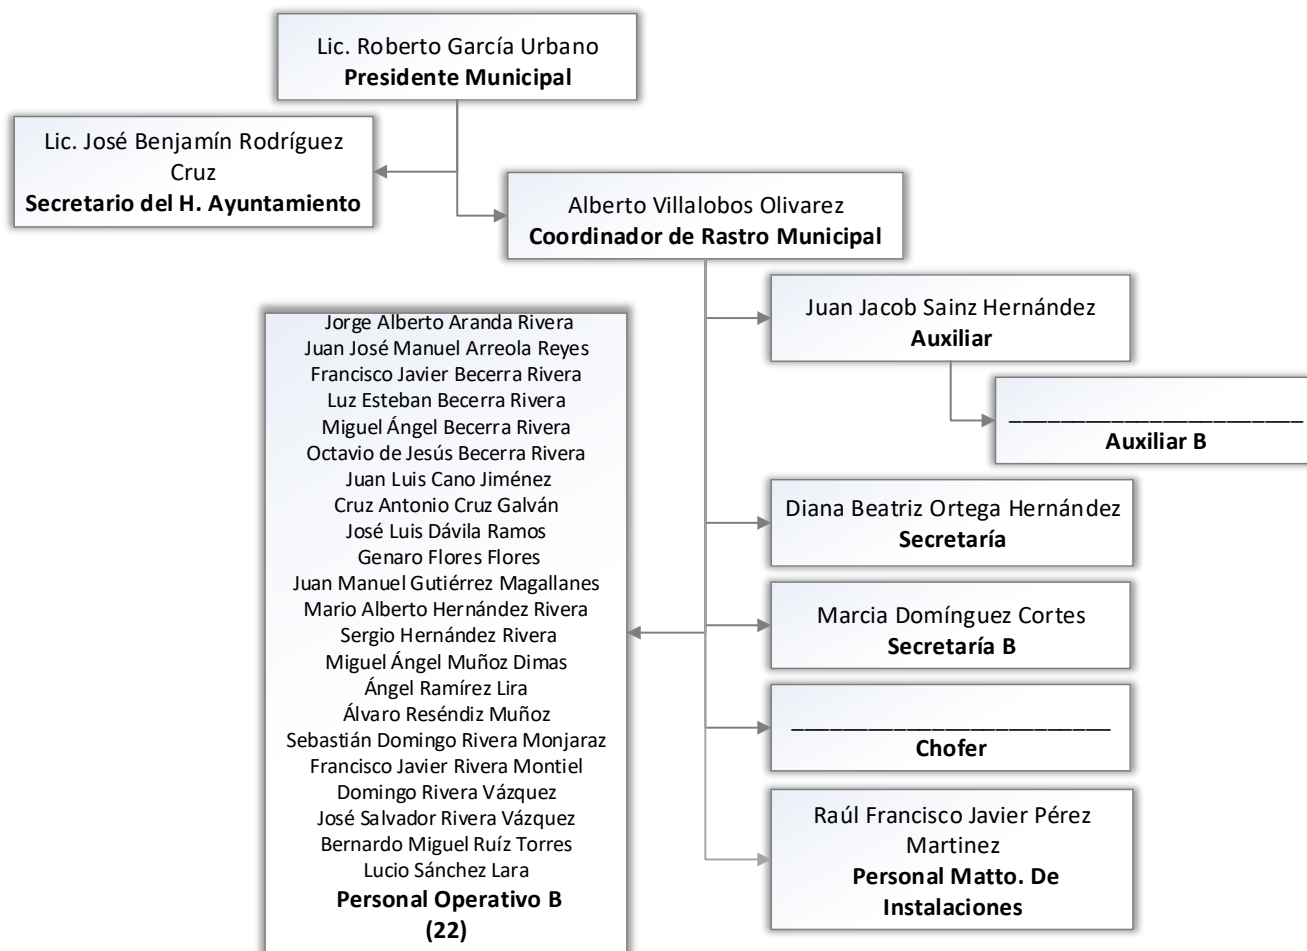 Lic. Roberto García Urbano
Presidente Municipal
Lic. José Benjamín Rodríguez
Cruz
Secretario del H. Ayuntamiento
Alberto Villalobos Olivarez
Coordinador de Rastro Municipal
Juan Jacob Sainz Hernández
Auxiliar
_________________________
Auxiliar B
Diana Beatriz Ortega Hernández
Secretaría
Marcia Domínguez Cortes
Secretaría B
___________________________
Chofer
Raúl Francisco Javier Pérez
Martinez
Personal Matto. De
Instalaciones
Jorge Alberto Aranda Rivera
Juan José Manuel Arreola Reyes
Francisco Javier Becerra Rivera
Luz Esteban Becerra Rivera
Miguel Ángel Becerra Rivera
Octavio de Jesús Becerra Rivera
Juan Luis Cano Jiménez
Cruz Antonio Cruz Galván
José Luis Dávila Ramos
Genaro Flores Flores
Juan Manuel Gutiérrez Magallanes
Mario Alberto Hernández Rivera
Sergio Hernández Rivera
Miguel Ángel Muñoz Dimas
Ángel Ramírez Lira
Álvaro Reséndiz Muñoz
Sebastián Domingo Rivera Monjaraz
Francisco Javier Rivera Montiel
Domingo Rivera Vázquez
José Salvador Rivera Vázquez
Bernardo Miguel Ruíz Torres
Lucio Sánchez Lara
Personal Operativo B
(22)